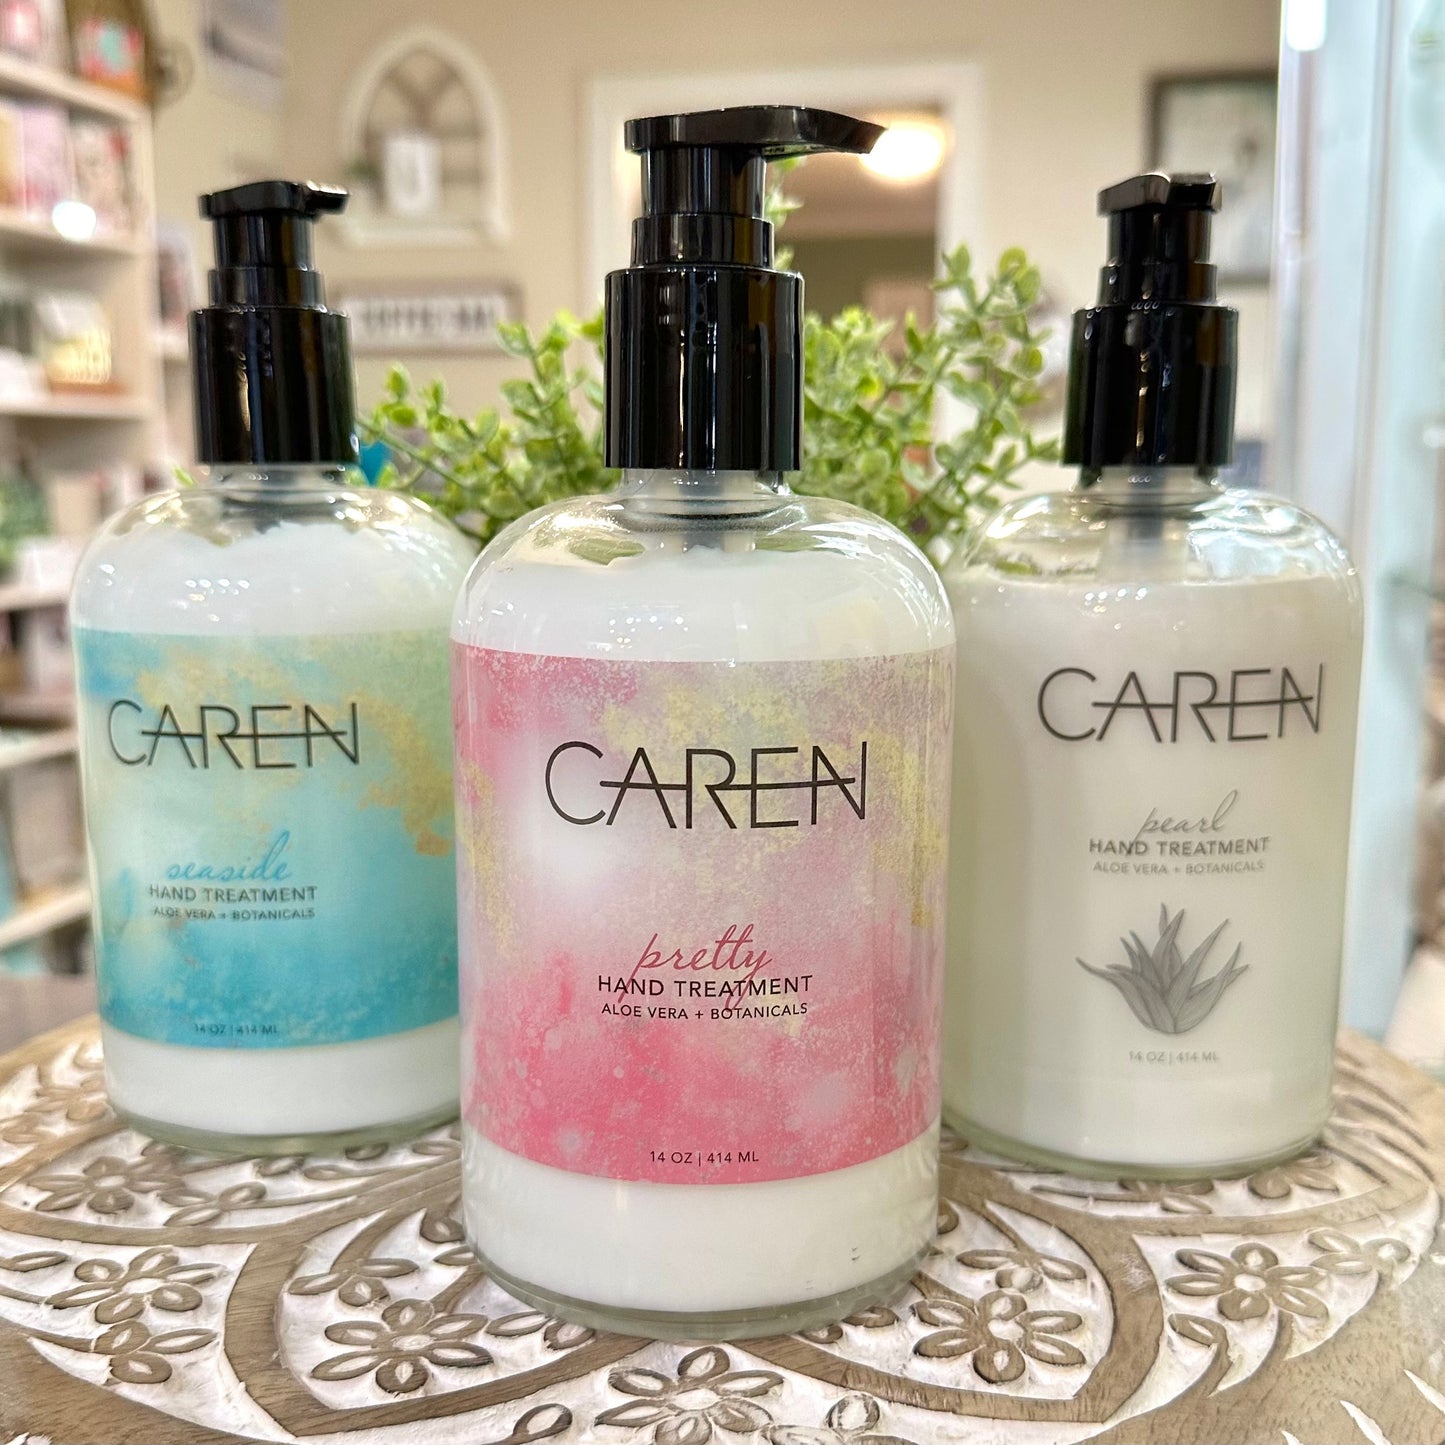 CAREN
seaside
HAND TREATMENT
ALOE VERA + BOTANICALS
14 OZ | 414 ML
CAREN
pretty
HAND TREATMENT
ALOE VERA + BOTANICALS
14 OZ | 414 ML
CAREN
pearl
HAND TREATMENT
ALOE VERA + BOTANICALS
14 OZ | 414 ML